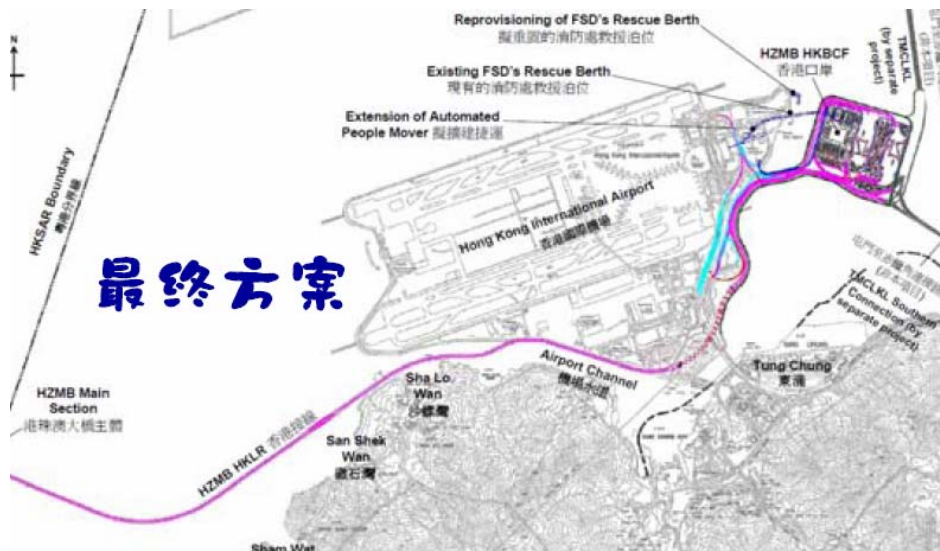 Reprovisioning of FSD's Rescue Berth
擬重置的消防處救援泊位
Existing FSD's Rescue Berth
現有的消防處救援泊位
Extension of Automated
People Mover 擬擴建捷運
HZMB HKBCF
香港口岸
TMCLKL
(by separate
project)
N
HKSAR Boundary
粵港分界線
Hong Kong International Airport
香港國際機場
最终方案
TMCLKL Southern
Connection (by
separate project)
Tung Chung
東涌
Airport Channel
機場水道
Sha Lo
Wan
沙螺灣
San Shek
Wan
䃟石灣
HZMB Main
Section
港珠澳大橋主體
HZMB HKLR 香港接線
Sham Wat